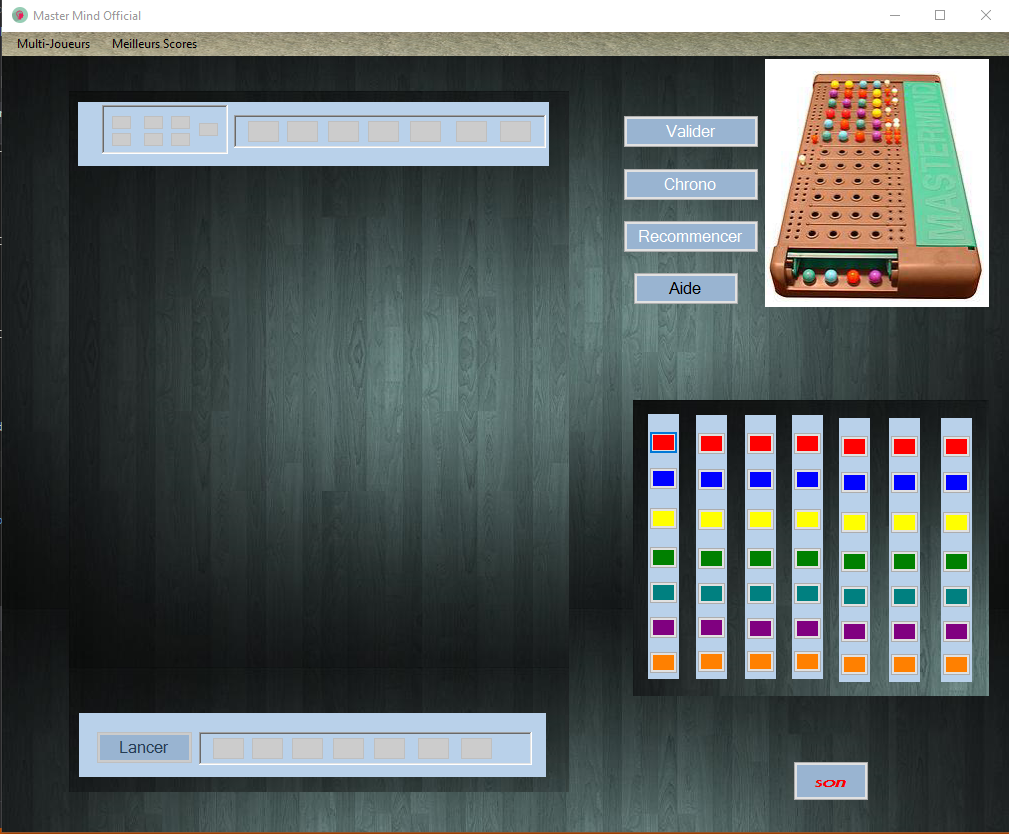 Master Mind Official
Multi-Joueurs Meilleurs Scores
Valider
Chrono
Recommencer
Aide
MASTERMIND
Lancer
son